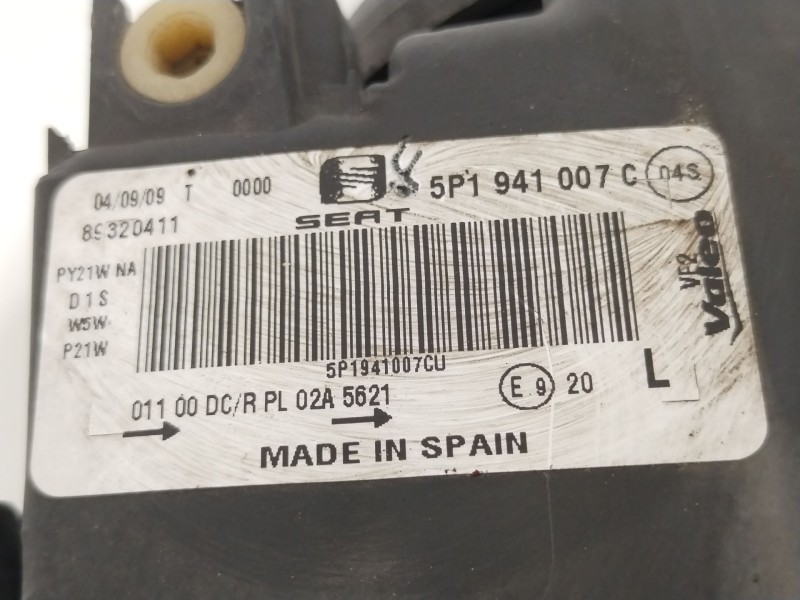 04/09/09 T 0000
5P1 941 007 C 04S
89320411
SEAT
PY21W NA
D1S
W5W
P21W
VF2
Valeo
5P1941007CU
L
011 00 DC/R PL 02A 5621
E 9 20
MADE IN SPAIN